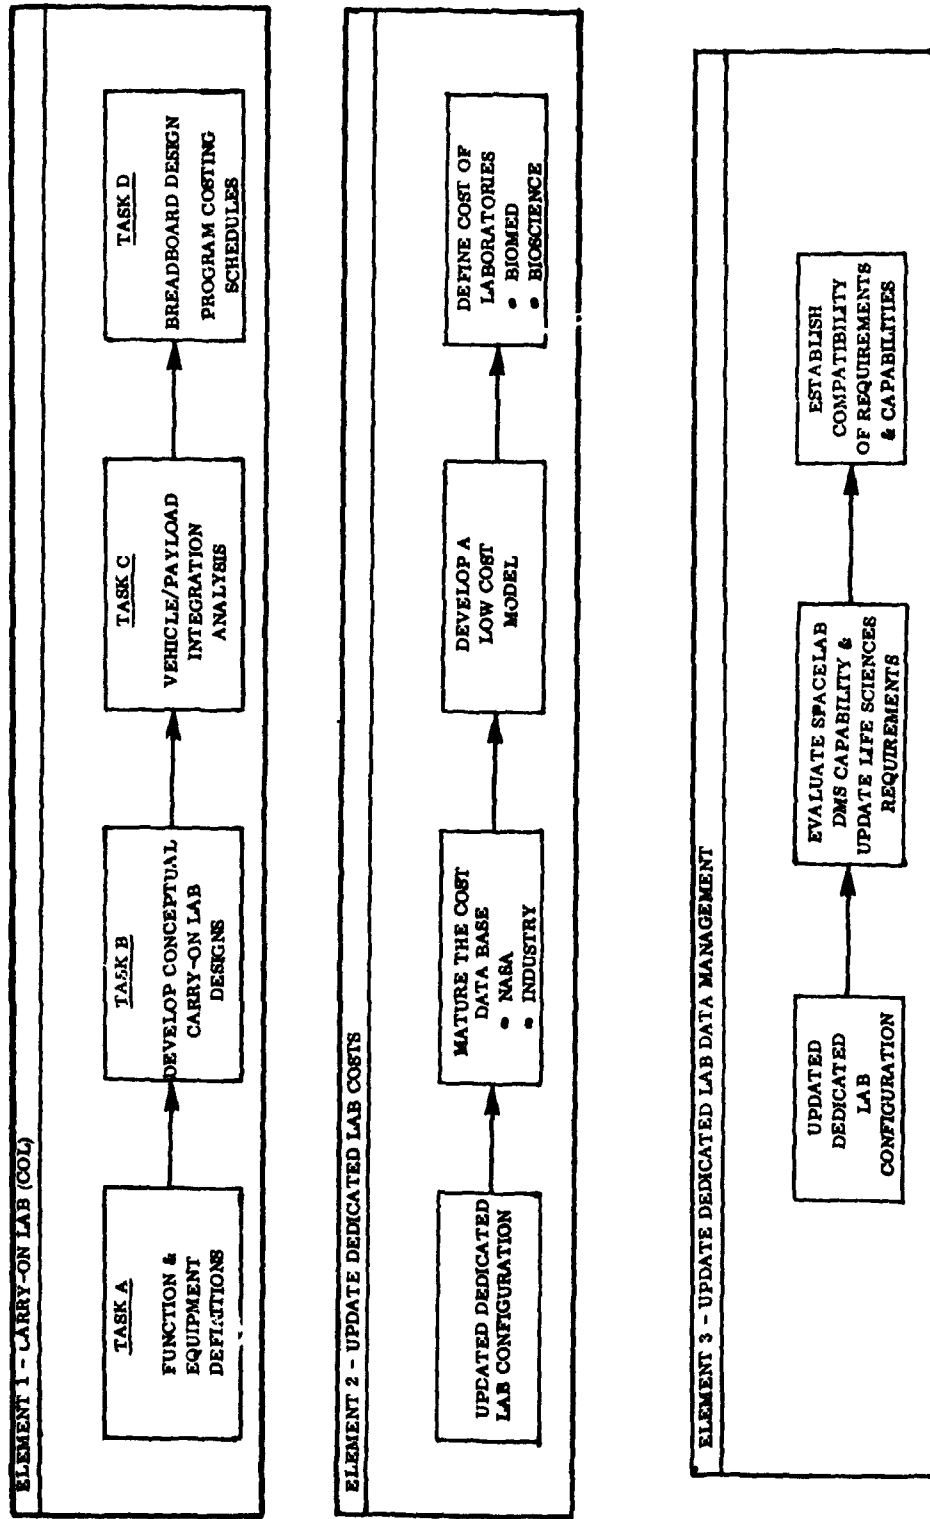 ELEMENT 1 - CARRY-ON LAB (COL)
TASK A
FUNCTION &
EQUIPMENT
DEFINITIONS
TASK B
DEVELOP CONCEPTUAL
CARRY-ON LAB
DESIGNS
TASK C
VEHICLE/PAYLOAD
INTEGRATION
ANALYSIS
TASK D
BREADBOARD DESIGN
PROGRAM COSTING
SCHEDULES
ELEMENT 2 - UPDATE DEDICATED LAB COSTS
UPDATED DEDICATED
LAB CONFIGURATION
MATURE THE COST
DATA BASE
• NASA
• INDUSTRY
DEVELOP A
LOW COST
MODEL
DEFINE COST OF
LABORATORIES
• BIOMED
• BIOSCIENCE
ELEMENT 3 - UPDATE DEDICATED LAB DATA MANAGEMENT
UPDATED
DEDICATED
LAB
CONFIGURATION
EVALUATE SPACELAB
DMS CAPABILITY &
UPDATE LIFE SCIENCES
REQUIREMENTS
ESTABLISH
COMPATIBILITY
OF REQUIREMENTS
& CAPABILITIES